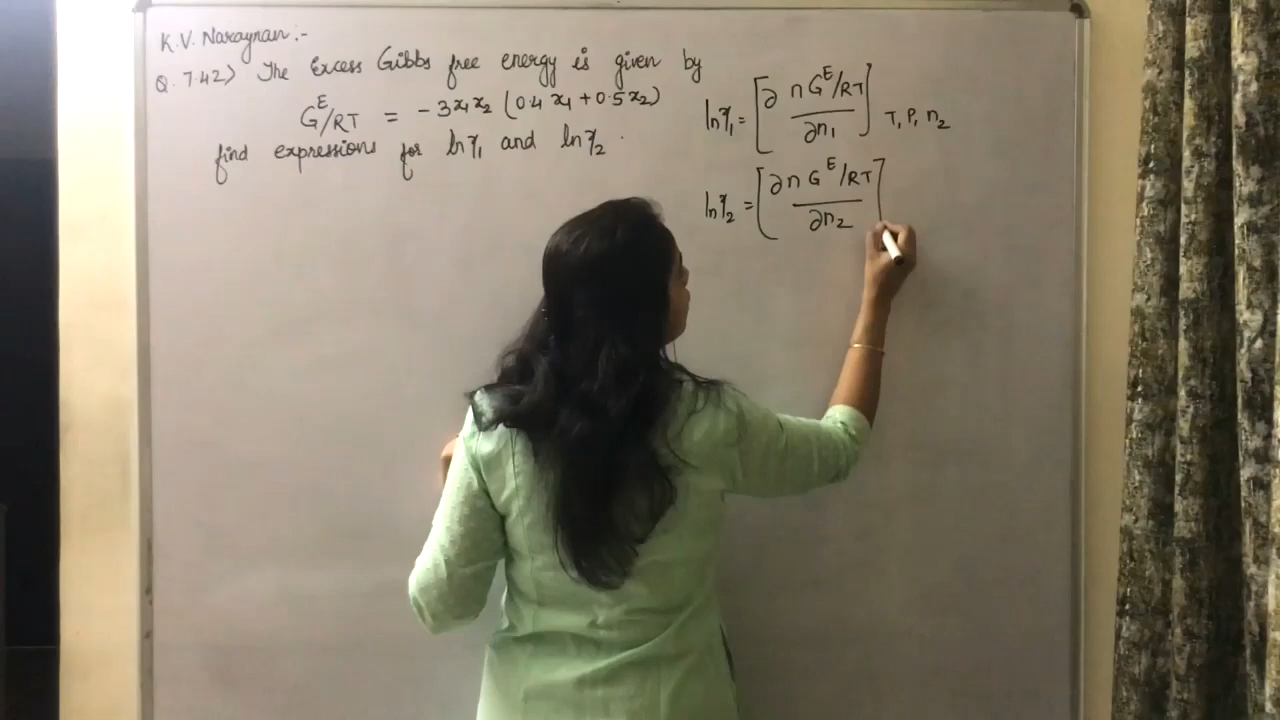 K.V. Naraynan:-
Q. 7.42) The Excess Gibbs free energy is given by
G^E/RT = -3x1x2 (0.4x1 + 0.5x2)
find expressions for lnγ1 and lnγ2.
lnγ1 = [∂ nG^E/RT / ∂n1] T, P, n2
lnγ2 = [∂ nG^E/RT / ∂n2]